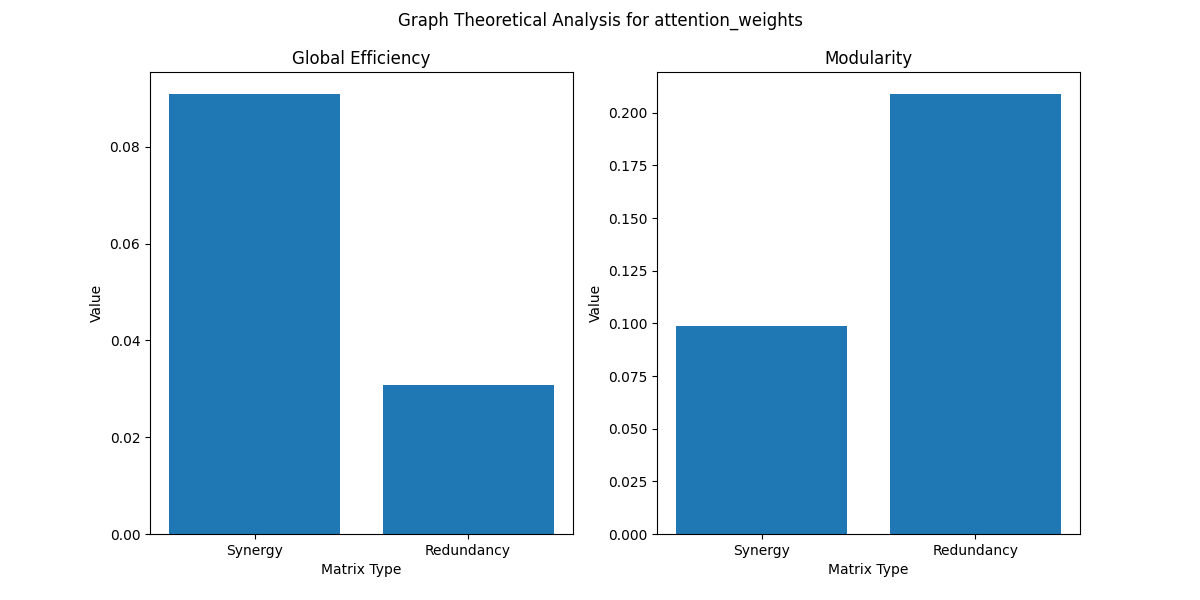 Graph Theoretical Analysis for attention_weights
Global Efficiency
Value
0.08
0.06
0.04
0.02
0.00
Synergy
Redundancy
Matrix Type
Modularity
Value
0.200
0.175
0.150
0.125
0.100
0.075
0.050
0.025
0.000
Synergy
Redundancy
Matrix Type